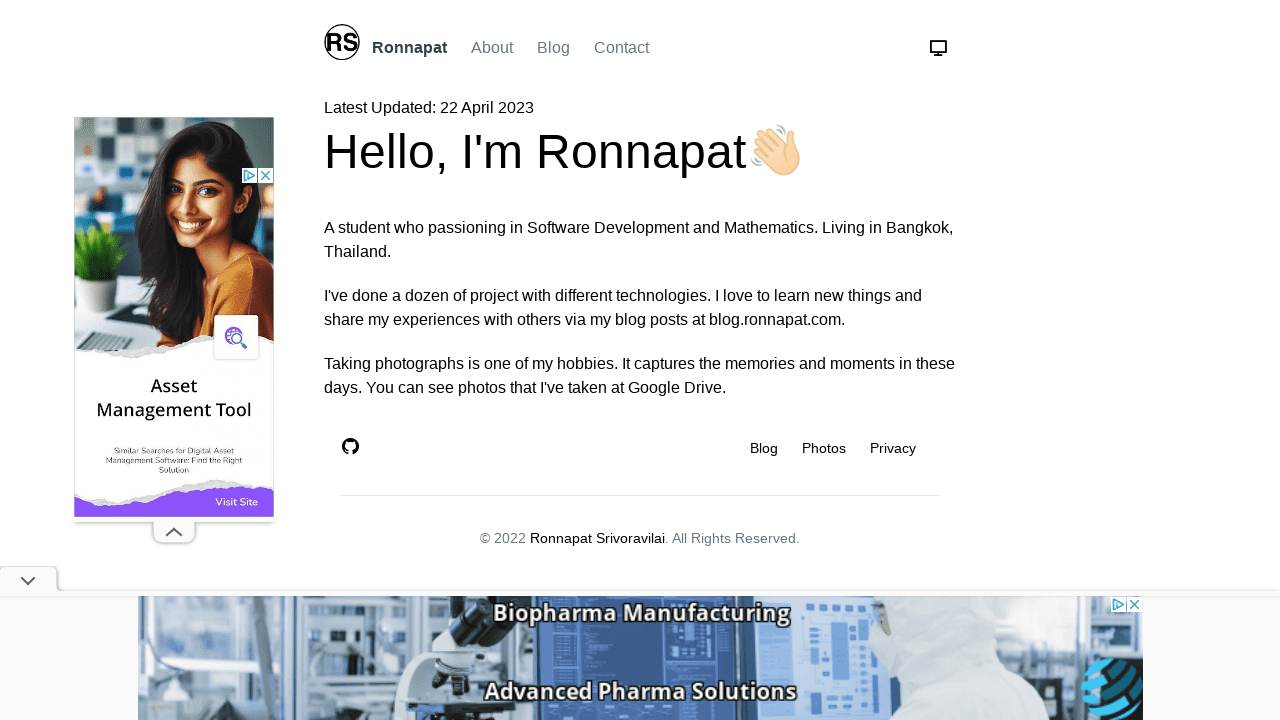 RS
Ronnapat About Blog Contact
Latest Updated: 22 April 2023
Hello, I'm Ronnapat👋🏻
A student who passioning in Software Development and Mathematics. Living in Bangkok,
Thailand.
I've done a dozen of project with different technologies. I love to learn new things and
share my experiences with others via my blog posts at blog.ronnapat.com.
Taking photographs is one of my hobbies. It captures the memories and moments in these
days. You can see photos that I've taken at Google Drive.
Blog Photos Privacy
© 2022 Ronnapat Srivoravilai. All Rights Reserved.
Asset
Management Tool
Similar Searches for Digital Asset
Management Software: Find the Right
Solution
Visit Site
Biopharma Manufacturing
Advanced Pharma Solutions